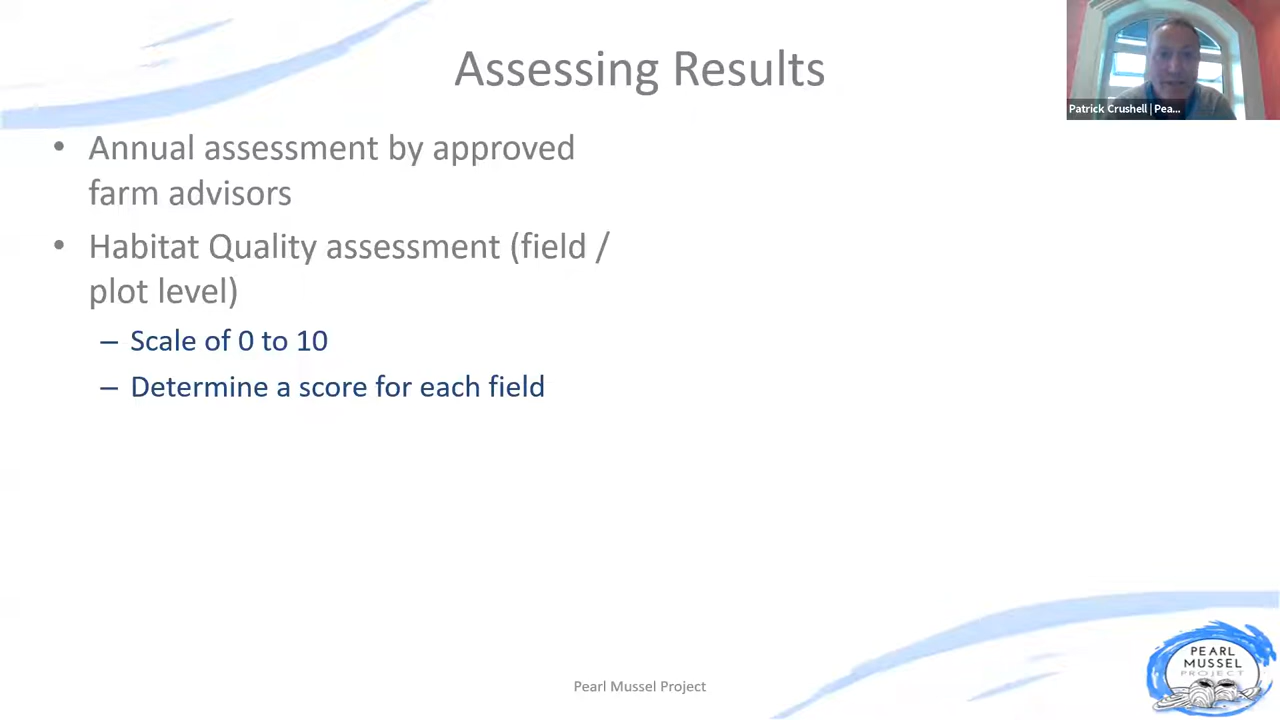 Assessing Results
Patrick Crushell | Pea...
• Annual assessment by approved
farm advisors
• Habitat Quality assessment (field /
plot level)
– Scale of 0 to 10
– Determine a score for each field
Pearl Mussel Project
PEARL
MUSSEL
PROJECT